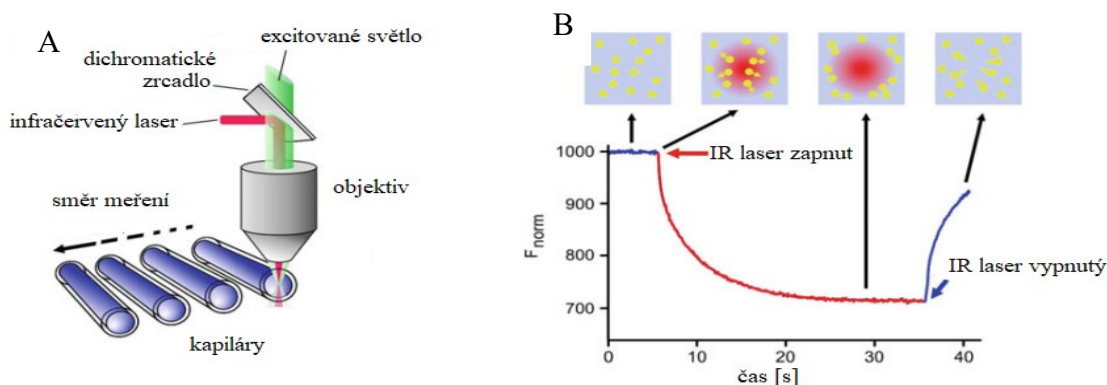 A
excitované světlo
dichromatické
zrcadlo
infračervený laser
objektiv
směr meření
kapiláry
B
IR laser zapnut
IR laser vypnutý
1000
900
800
700
F norm
0
10
20
30
40
čas [s]